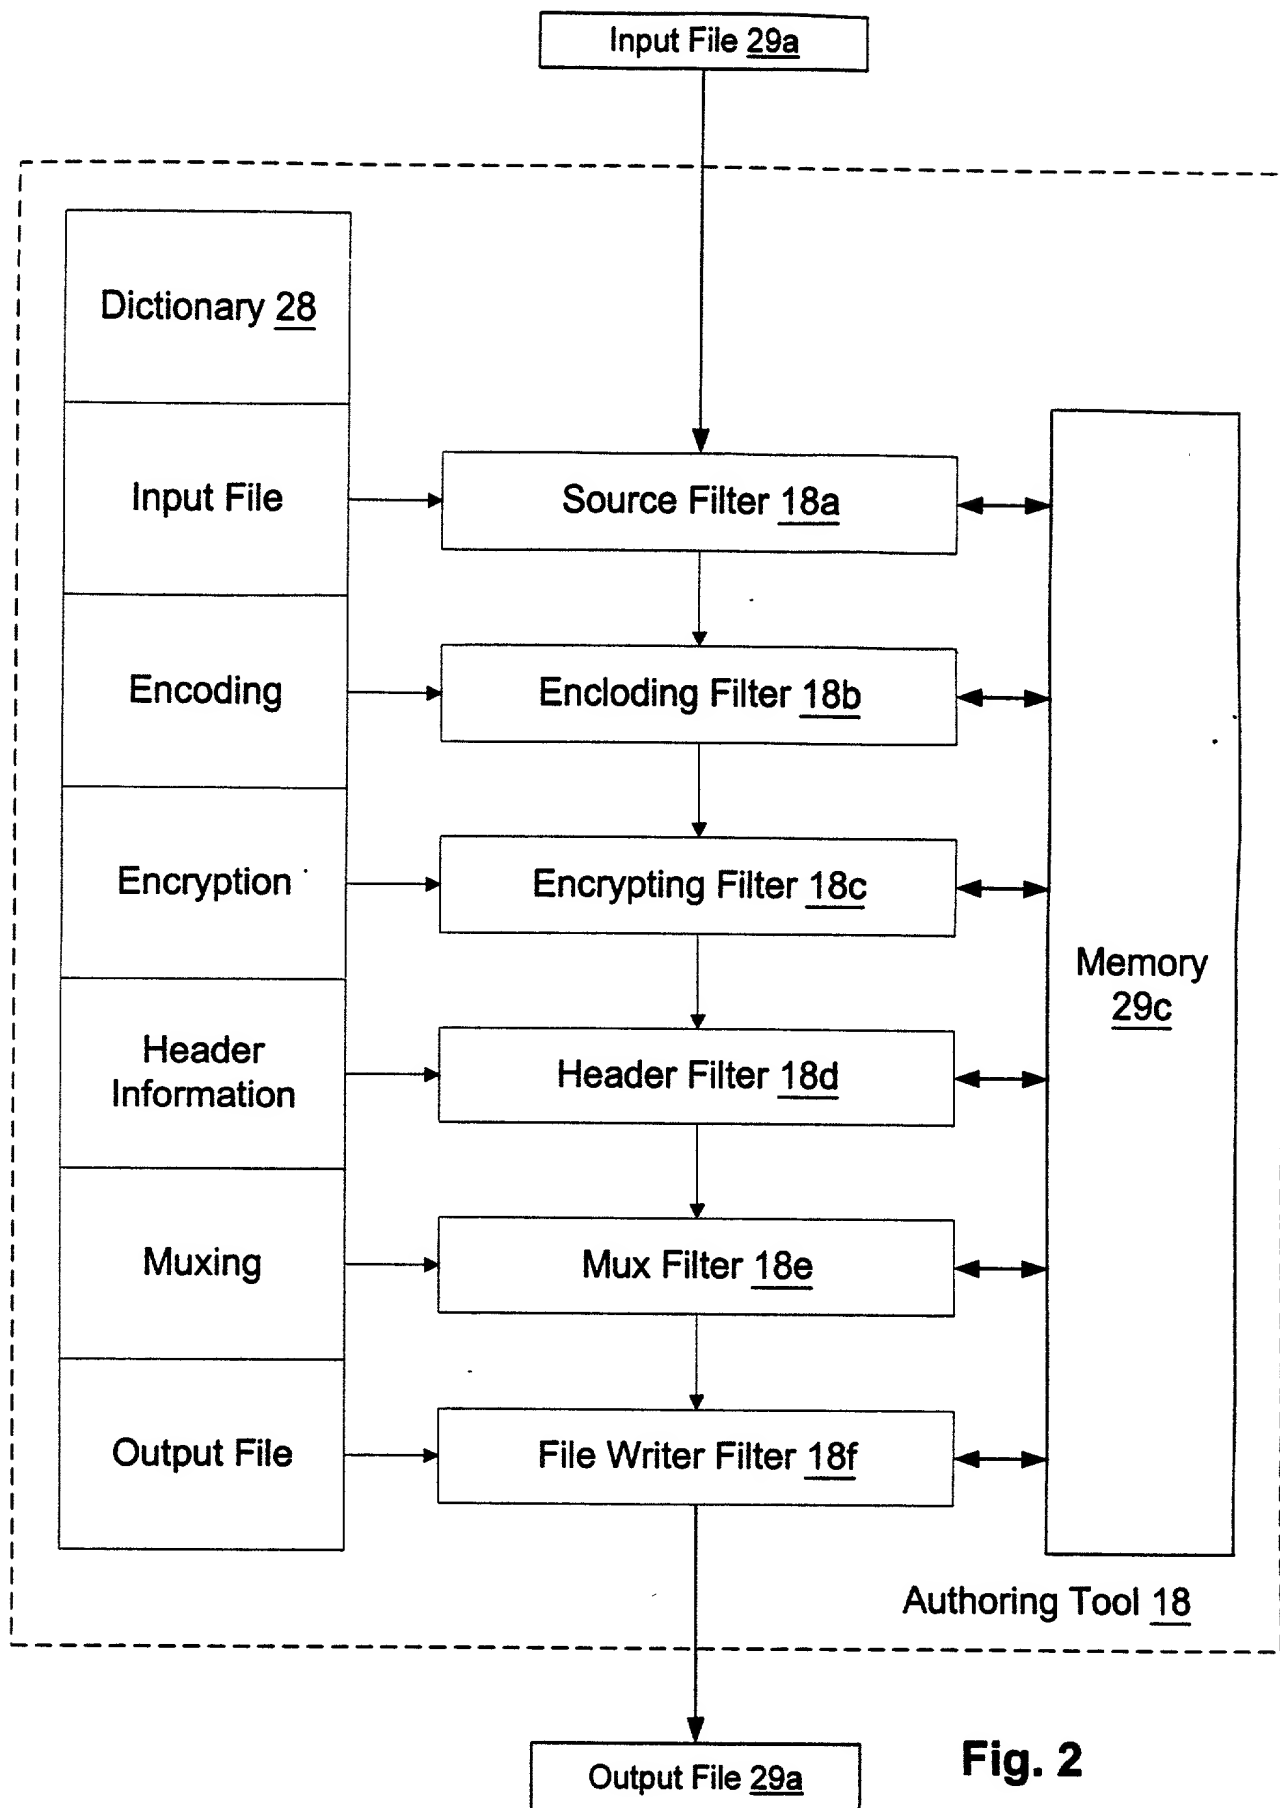 Input File 29a
Dictionary 28
Input File
Source Filter 18a
Encoding
Encloding Filter 18b
Encryption
Encrypting Filter 18c
Memory
29c
Header
Information
Header Filter 18d
Muxing
Mux Filter 18e
Output File
File Writer Filter 18f
Authoring Tool 18
Output File 29a
Fig. 2